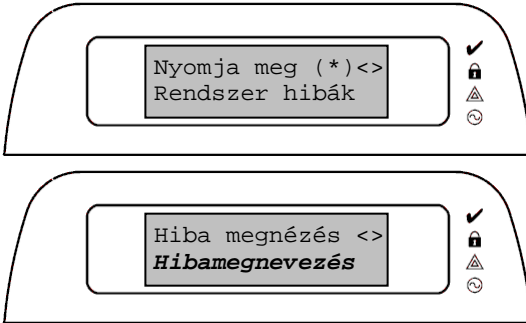 Nyomja meg (*)<>
Rendszer hibák
Hiba megnézés <>
Hibamegnevezés